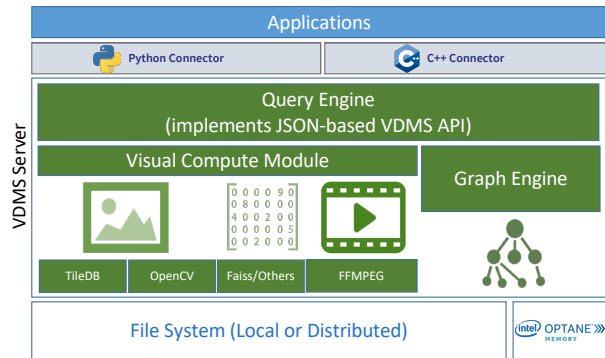 Applications
Python Connector
C++ Connector
VDMS Server
Query Engine
(implements JSON-based VDMS API)
Visual Compute Module
Graph Engine
0 0 0 0 9 0
0 8 0 0 0 0
4 0 0 2 0 0
0 0 0 0 0 5
0 0 2 0 0 0
TileDB
OpenCV
Faiss/Others
FFMPEG
File System (Local or Distributed)
intel OPTANE
MEMORY